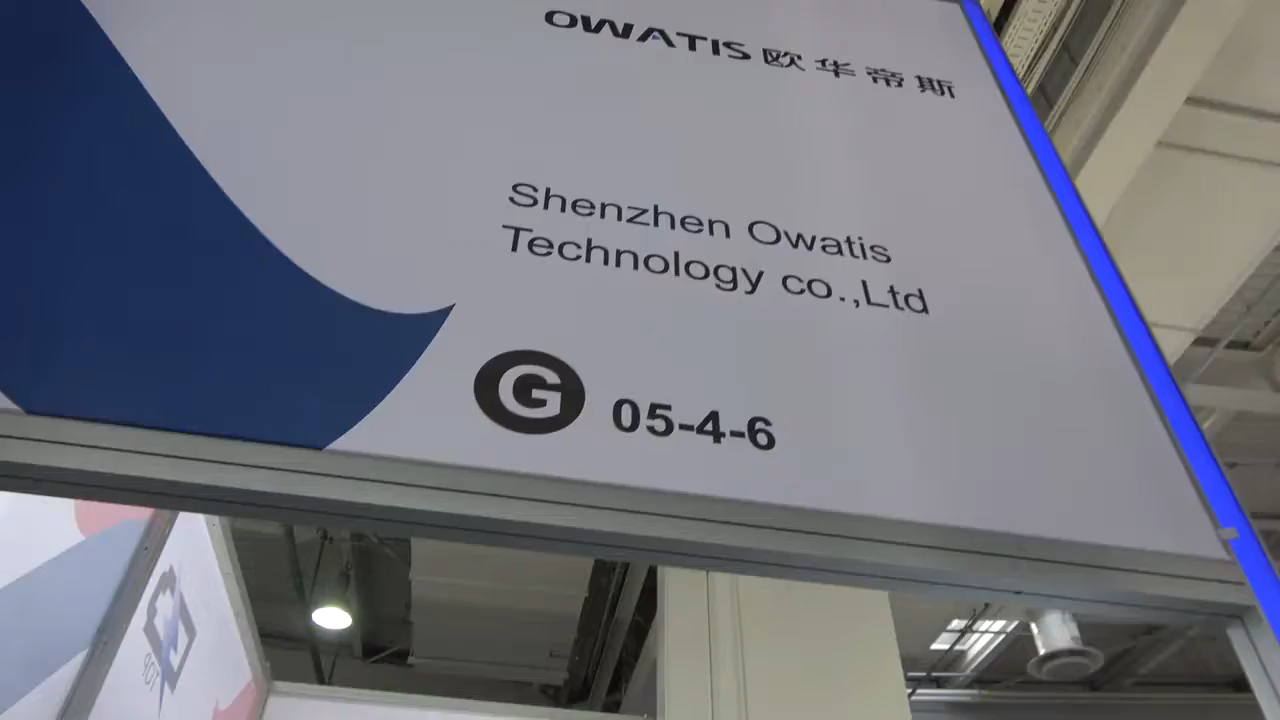 OWATIS 欧华帝斯
Shenzhen Owatis
Technology co.,Ltd
G 05-4-6